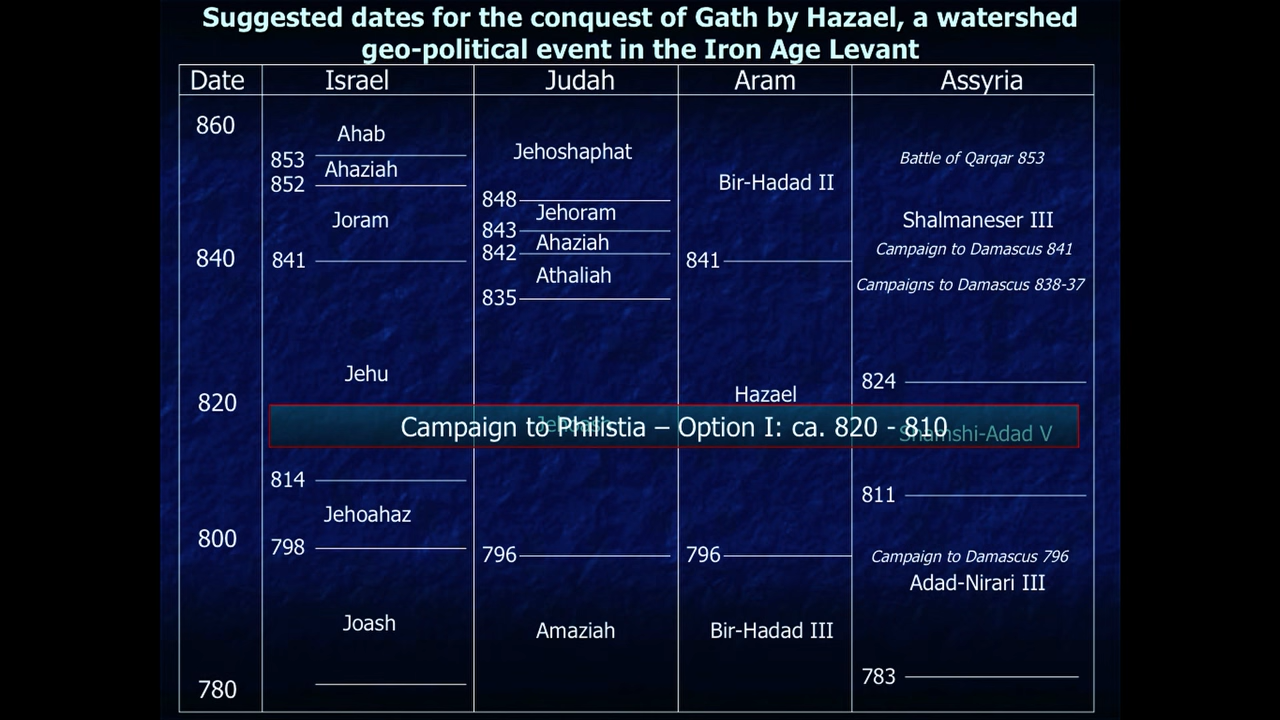 Suggested dates for the conquest of Gath by Hazael, a watershed
geo-political event in the Iron Age Levant
Date Israel Judah Aram Assyria
860
Ahab
Jehoshaphat
Battle of Qarqar 853
853
Ahaziah
Bir-Hadad II
852
848
Jehoram
Joram
Shalmaneser III
843
Ahaziah
Campaign to Damascus 841
842
840
841
841
Athaliah
Campaigns to Damascus 838-37
835
Jehu
824
Hazael
820
Campaign to Philistia – Option I: ca. 820 - 810
Shamshi-Adad V
814
811
Jehoahaz
800
798
796
796
Campaign to Damascus 796
Adad-Nirari III
Joash
Amaziah
Bir-Hadad III
783
780